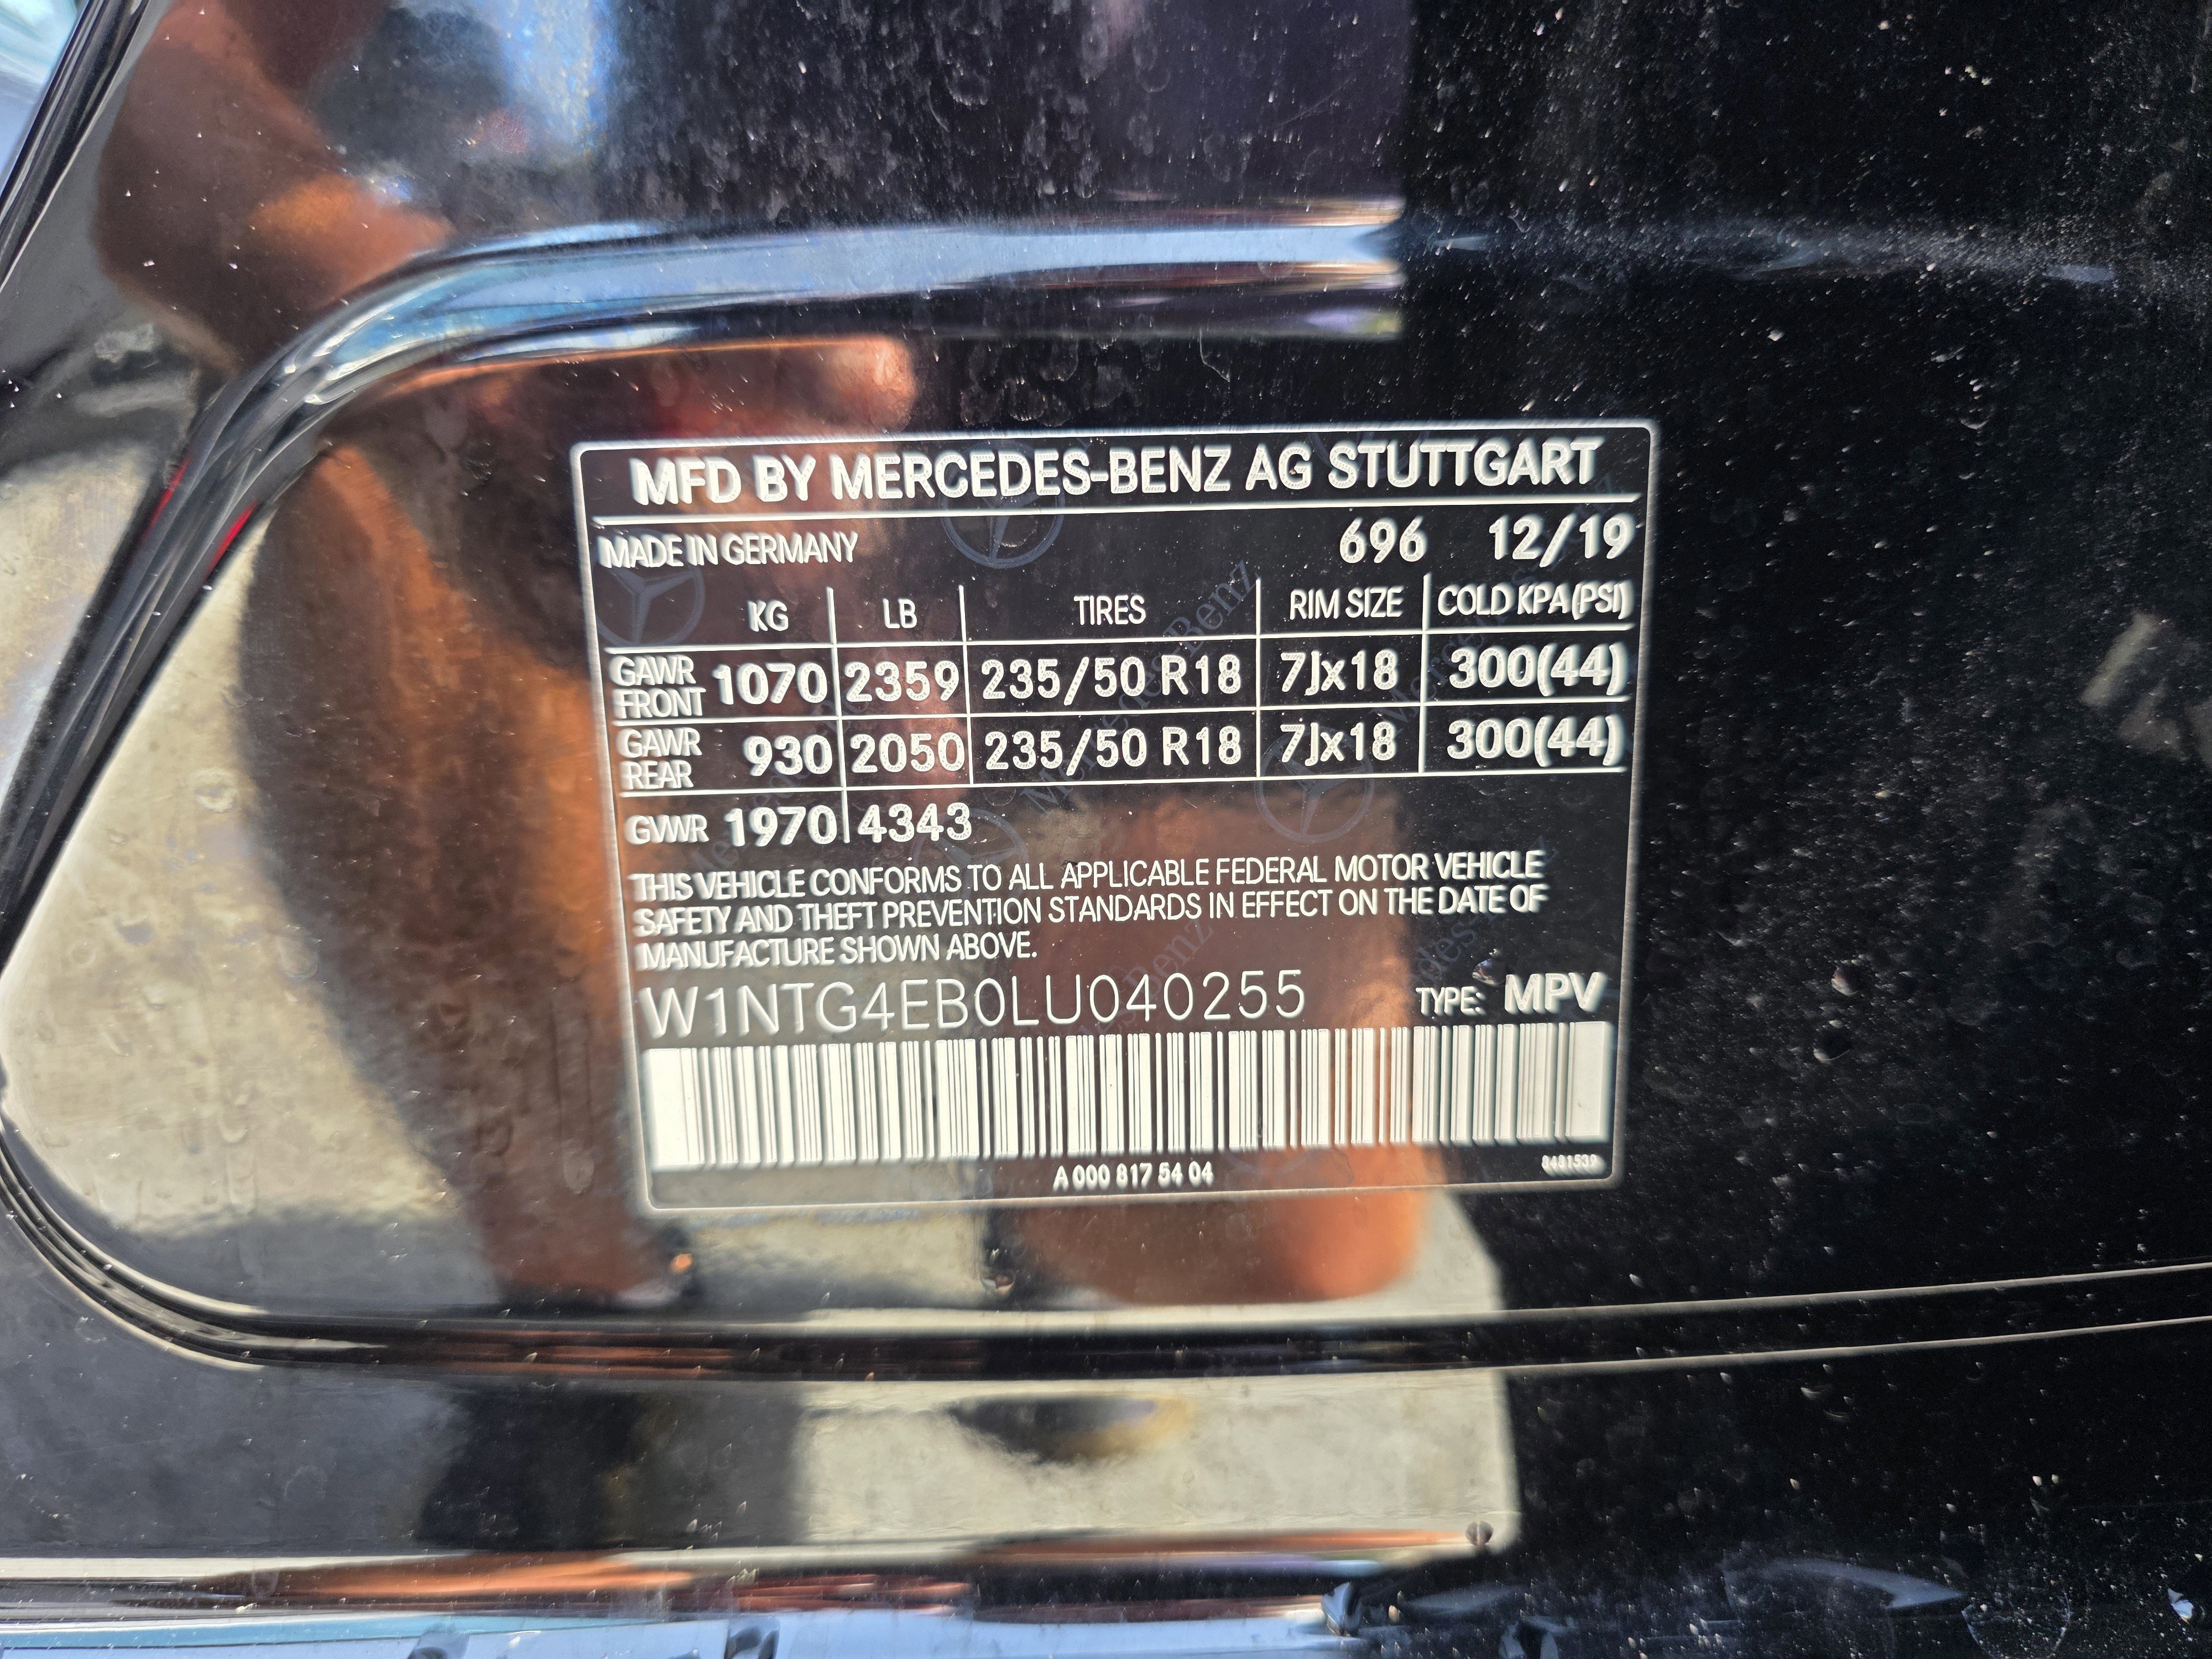 MFD BY MERCEDES-BENZ AG STUTTGART
MADE IN GERMANY 696 12/19
KG LB TIRES RIM SIZE COLD KPA(PSI)
GAWR FRONT 1070 2359 235/50 R18 7Jx18 300(44)
GAWR REAR 930 2050 235/50 R18 7Jx18 300(44)
GVWR 1970 4343
THIS VEHICLE CONFORMS TO ALL APPLICABLE FEDERAL MOTOR VEHICLE
SAFETY AND THEFT PREVENTION STANDARDS IN EFFECT ON THE DATE OF
MANUFACTURE SHOWN ABOVE.
W1NTG4EB0LU040255 TYPE: MPV
A 000 817 54 04 8481539